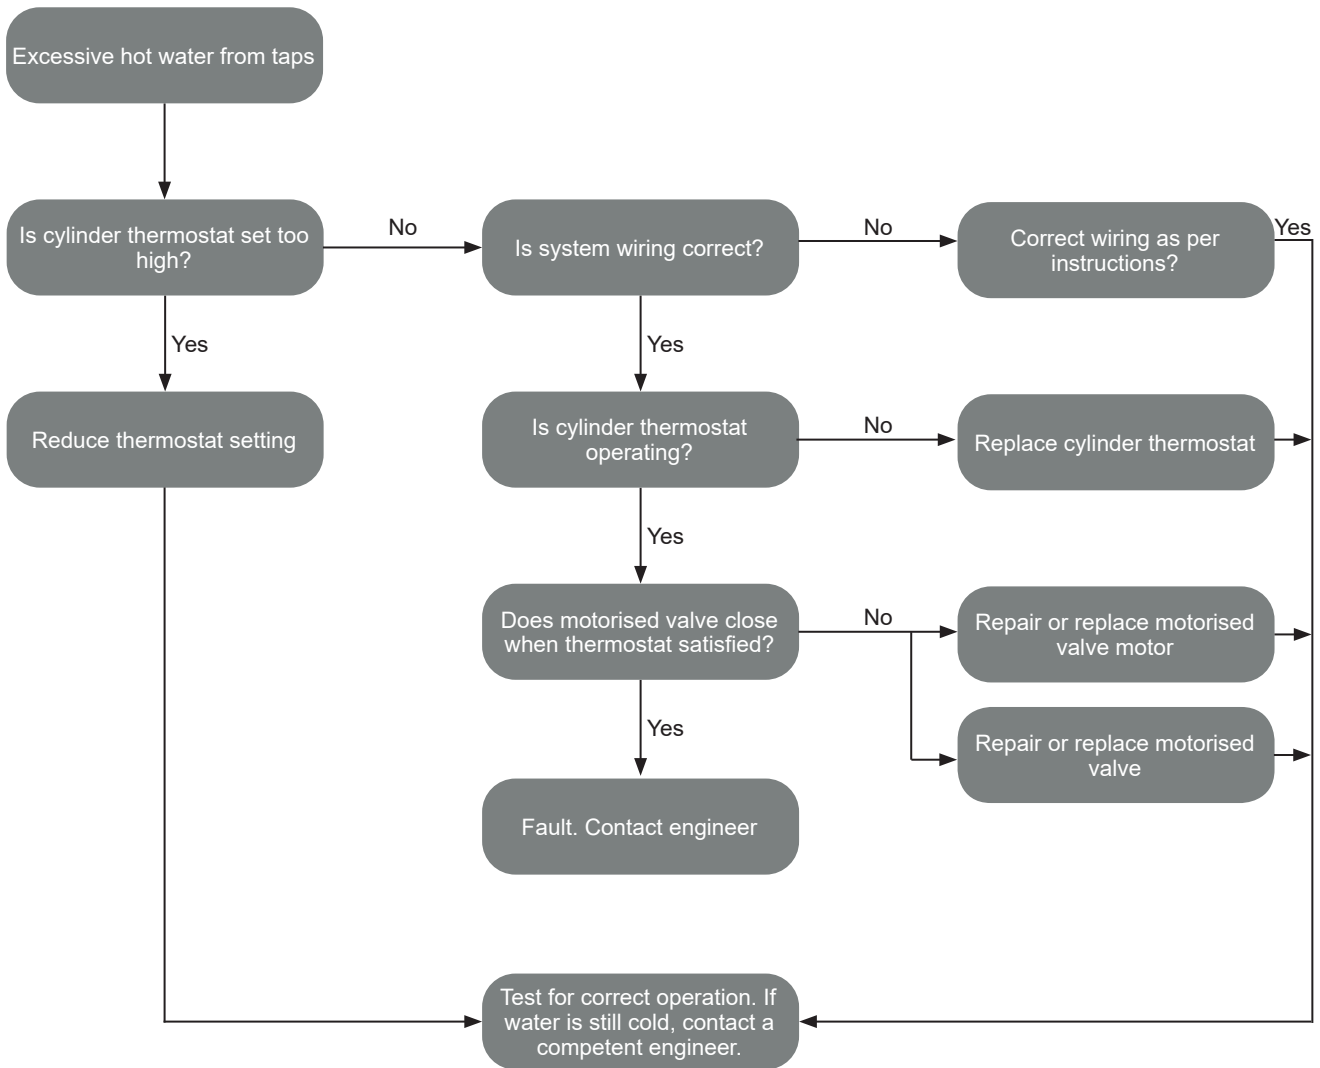 Excessive hot water from taps
Is cylinder thermostat set too
high?
No
Is system wiring correct?
No
Correct wiring as per
instructions?
Yes
Yes
Yes
Reduce thermostat setting
Is cylinder thermostat
operating?
No
Replace cylinder thermostat
Yes
Does motorised valve close
when thermostat satisfied?
No
Repair or replace motorised
valve motor
Repair or replace motorised
valve
Yes
Fault. Contact engineer
Test for correct operation. If
water is still cold, contact a
competent engineer.